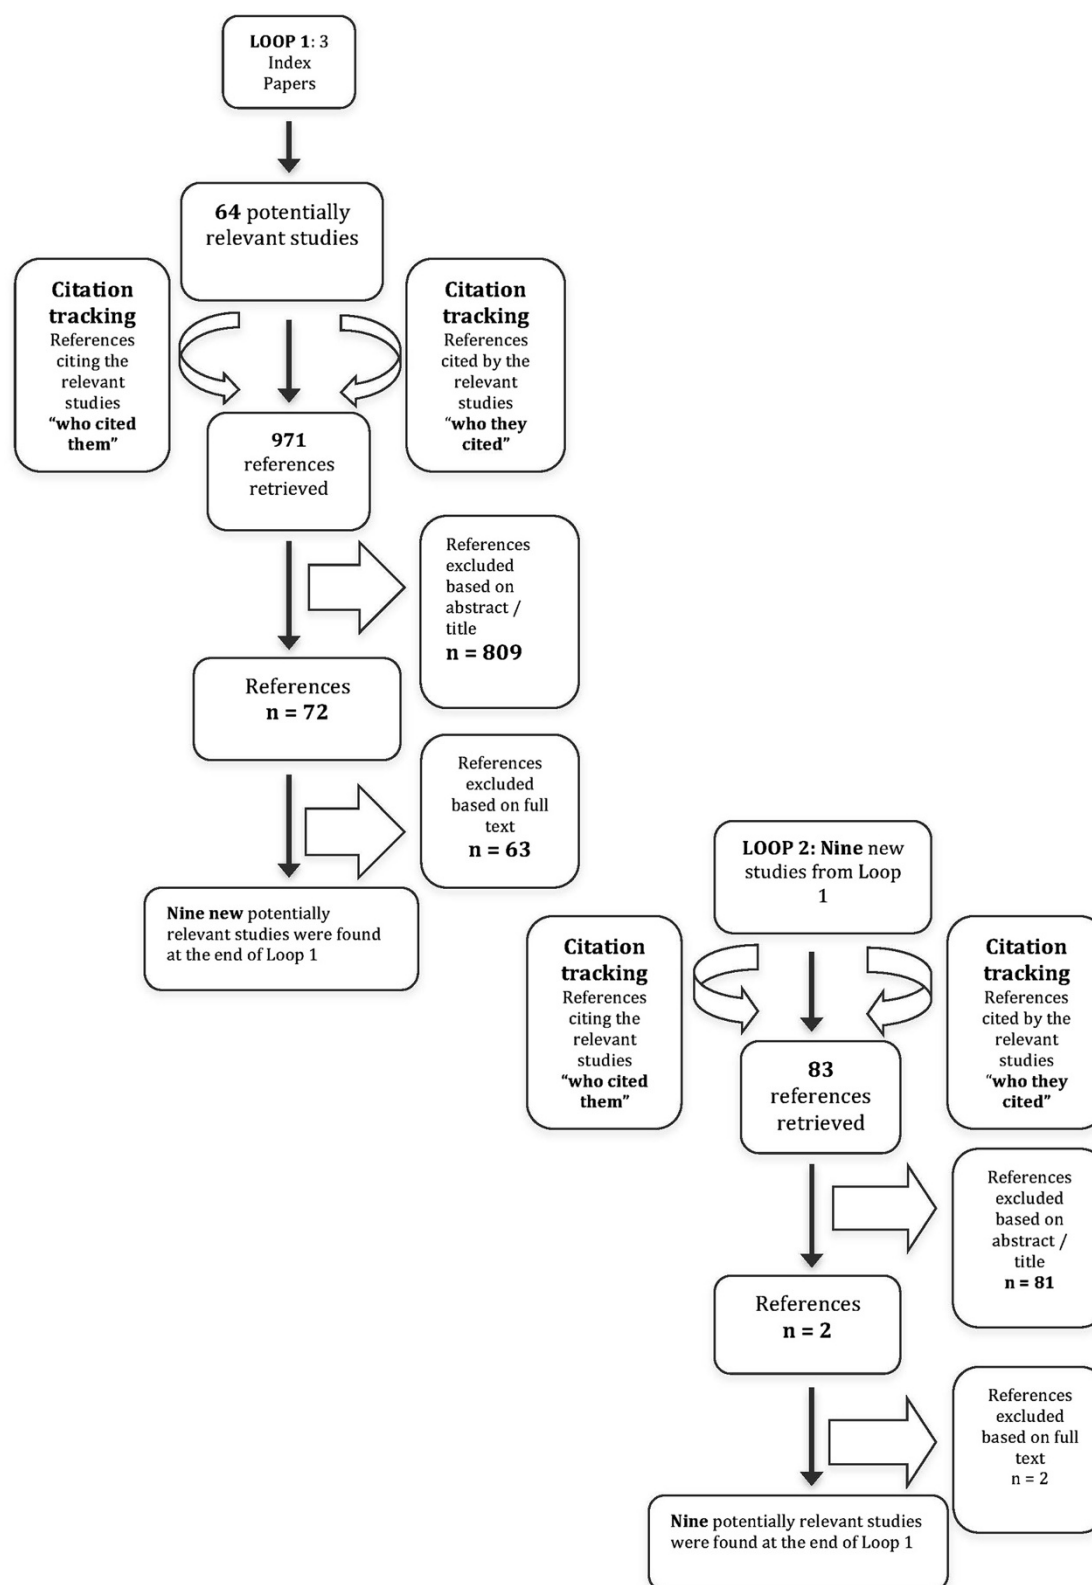 LOOP 1: 3
Index
Papers
64 potentially
relevant studies
Citation
tracking
References
citing the
relevant
studies
“who cited
them”
Citation
tracking
References
cited by the
relevant
studies
“who they
cited”
971
references
retrieved
References
excluded
based on
abstract /
title
n = 809
References
n = 72
References
excluded
based on full
text
n = 63
Nine new potentially
relevant studies were found
at the end of Loop 1
LOOP 2: Nine new
studies from Loop
1
Citation
tracking
References
citing the
relevant
studies
“who cited
them”
Citation
tracking
References
cited by the
relevant
studies
“who they
cited”
83
references
retrieved
References
excluded
based on
abstract /
title
n = 81
References
n = 2
References
excluded
based on full
text
n = 2
Nine potentially relevant studies
were found at the end of Loop 1